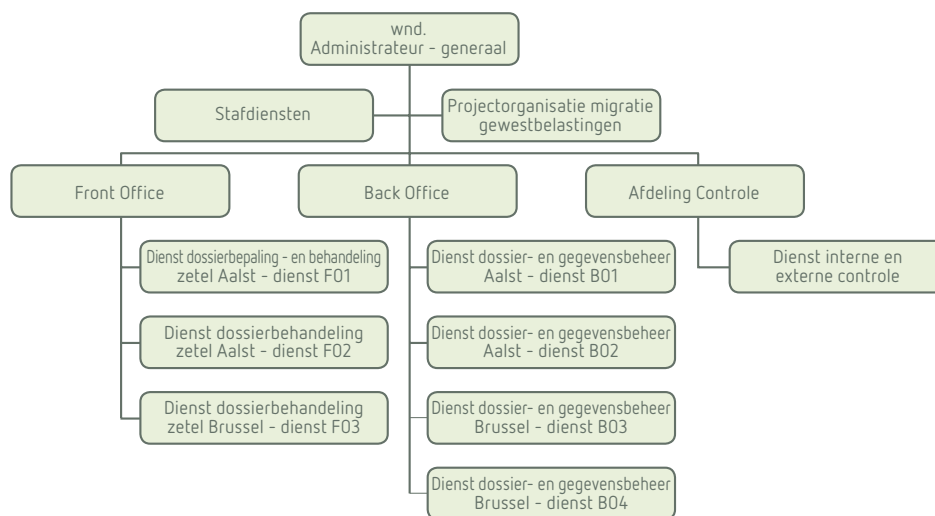 wnd.
Administrateur - generaal
Stafdiensten
Projectorganisatie migratie
gewestbelastingen
Front Office
Back Office
Afdeling Controle
Dienst dossierbepaling - en behandeling
zetel Aalst - dienst F01
Dienst dossierbehandeling
zetel Aalst - dienst F02
Dienst dossierbehandeling
zetel Brussel - dienst F03
Dienst dossier- en gegevensbeheer
Aalst - dienst B01
Dienst dossier- en gegevensbeheer
Aalst - dienst B02
Dienst dossier- en gegevensbeheer
Brussel - dienst B03
Dienst dossier- en gegevensbeheer
Brussel - dienst B04
Dienst interne en
externe controle